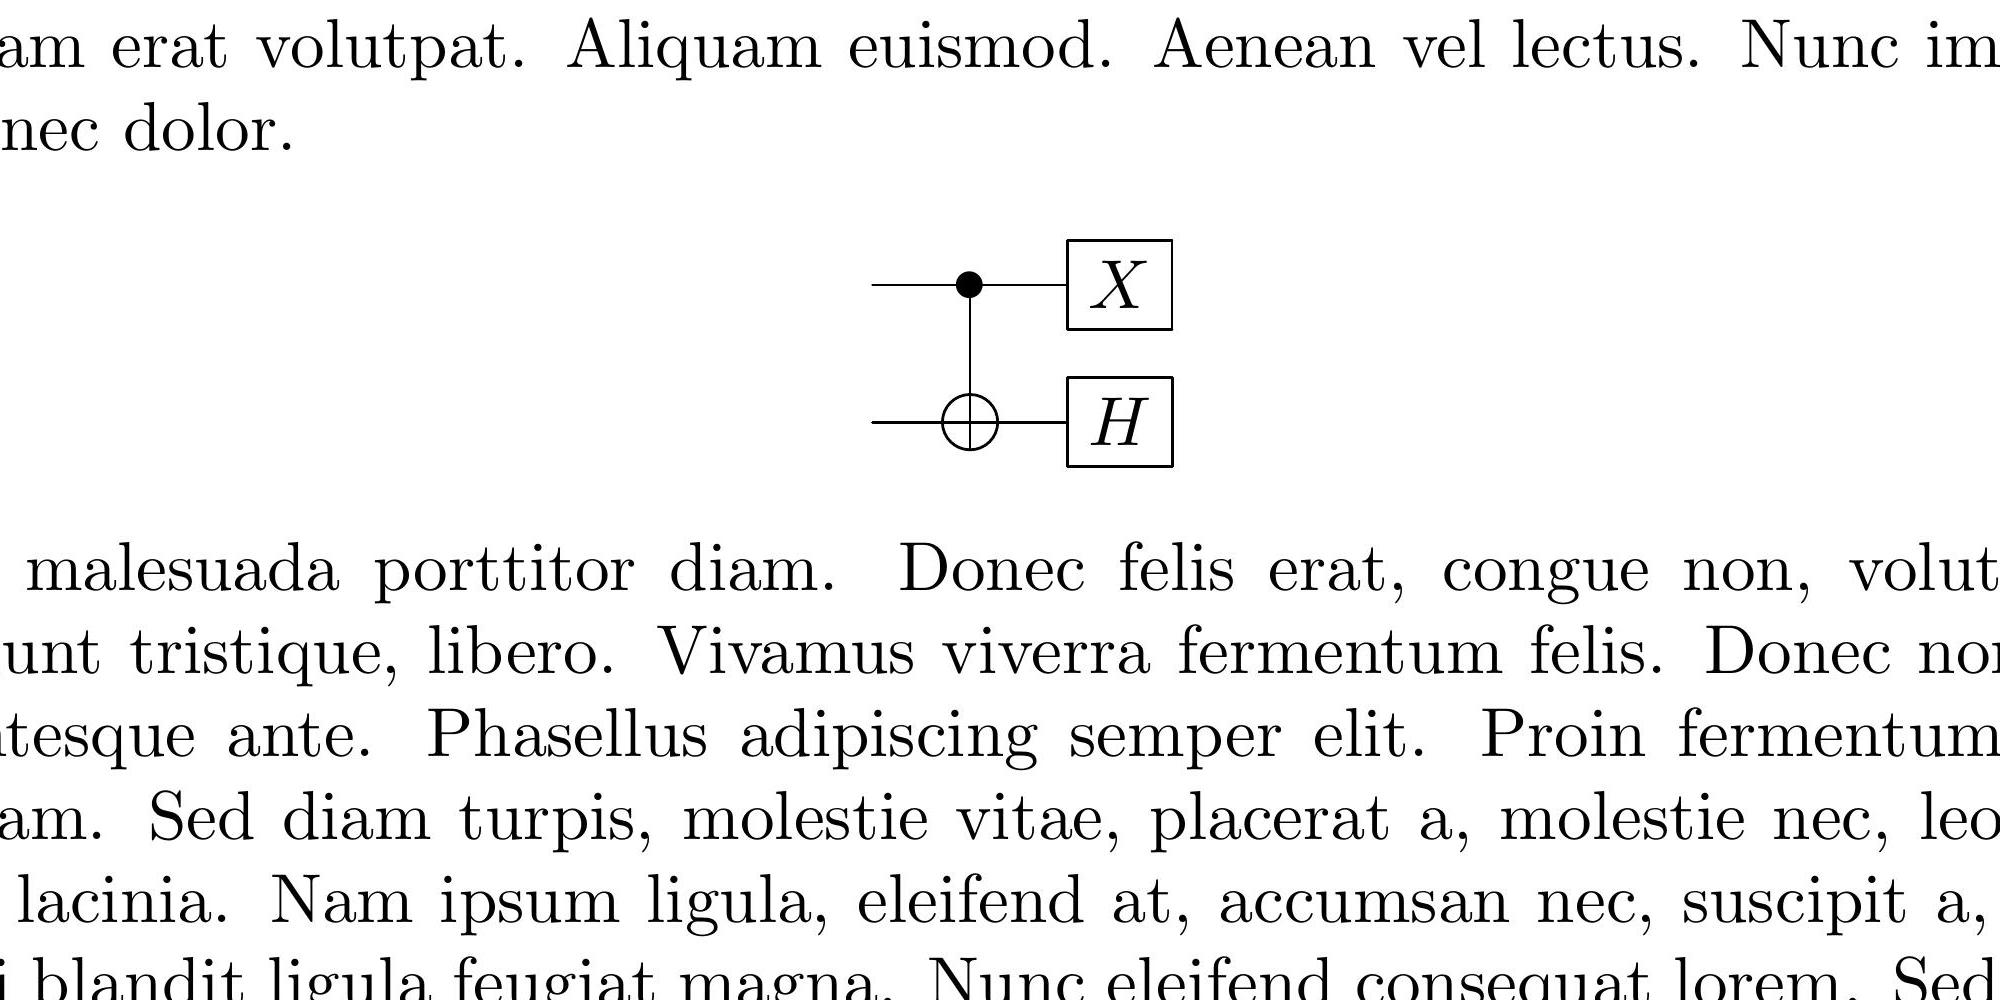 am erat volutpat. Aliquam euismod. Aenean vel lectus. Nunc im
nec dolor.
X
H
malesuada porttitor diam. Donec felis erat, congue non, volut
unt tristique, libero. Vivamus viverra fermentum felis. Donec non
tesque ante. Phasellus adipiscing semper elit. Proin fermentum
am. Sed diam turpis, molestie vitae, placerat a, molestie nec, leo
lacinia. Nam ipsum ligula, eleifend at, accumsan nec, suscipit a,
i blandit ligula feugiat magna. Nunc eleifend consequat lorem. Sed